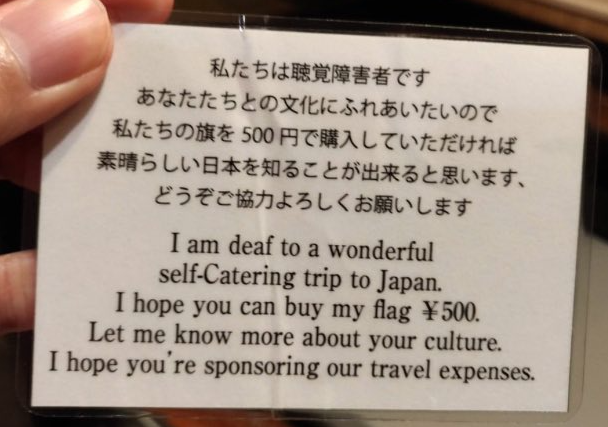 私たちは聴覚障害者です
あなたたちとの文化にふれあいたいので
私たちの旗を 500 円で購入していただければ
素晴らしい日本を知ることが出来ると思います、
どうぞご協力よろしくお願いします
I am deaf to a wonderful
self-Catering trip to Japan.
I hope you can buy my flag ¥500.
Let me know more about your culture.
I hope you're sponsoring our travel expenses.